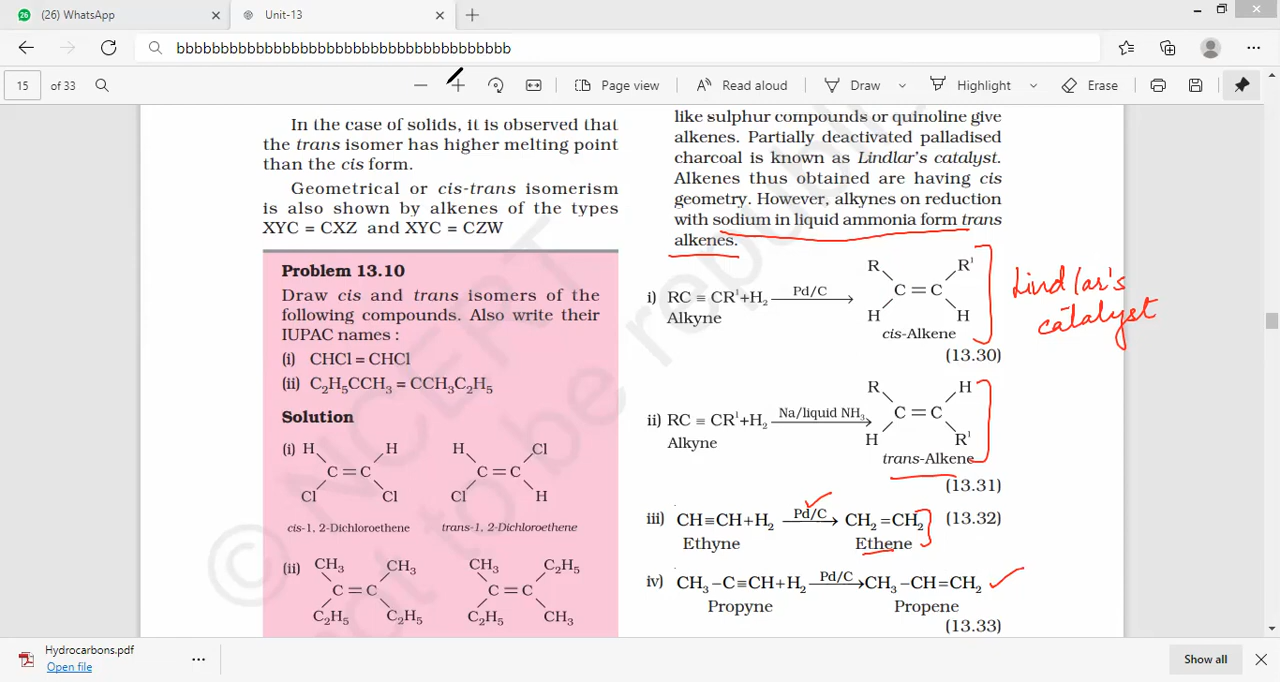 26 (26) WhatsApp
Unit-13
bbbbbbbbbbbbbbbbbbbbbbbbbbbbbbbbbbbbbb
15 of 33
Page view
Read aloud
Draw
Highlight
Erase
In the case of solids, it is observed that
the trans isomer has higher melting point
than the cis form.
Geometrical or cis-trans isomerism
is also shown by alkenes of the types
XYC = CXZ and XYC = CZW
Problem 13.10
Draw cis and trans isomers of the
following compounds. Also write their
IUPAC names :
(i) CHCl = CHCl
(ii) C₂H₅CCH₃ = CCH₃C₂H₅
Solution
(i) H H H Cl
C = C C = C
Cl Cl Cl H
cis-1, 2-Dichloroethene trans-1, 2-Dichloroethene
(ii) CH₃ CH₃ CH₃ C₂H₅
C = C C = C
C₂H₅ C₂H₅ C₂H₅ CH₃
like sulphur compounds or quinoline give
alkenes. Partially deactivated palladised
charcoal is known as Lindlar's catalyst.
Alkenes thus obtained are having cis
geometry. However, alkynes on reduction
with sodium in liquid ammonia form trans
alkenes.
R R¹
i) RC ≡ CR¹+H₂ Pd/C C = C
Alkyne H H
cis-Alkene
(13.30)
Lindlar's
catalyst
R H
ii) RC ≡ CR¹+H₂ Na/liquid NH₃ C = C
Alkyne H R¹
trans-Alkene
(13.31)
iii) CH≡CH+H₂ Pd/C CH₂=CH₂ (13.32)
Ethyne Ethene
iv) CH₃−C≡CH+H₂ Pd/C CH₃−CH=CH₂
Propyne Propene
(13.33)
© NCERT
not to be republi
Hydrocarbons.pdf
Open file
Show all